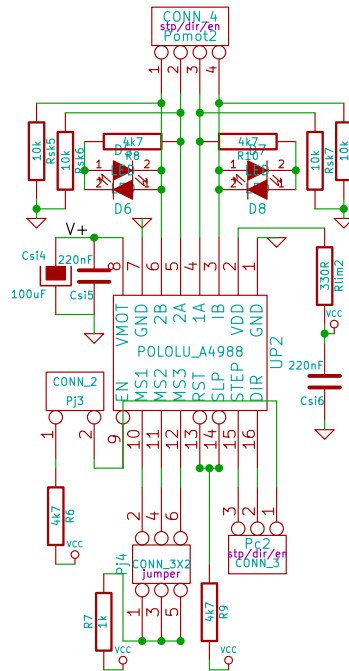 CONN_4
stp/dir/en
Pomot2
1
2
3
4
10k
Rsk5
10k
Rsk6
4k7
R8
1
2
1
2
D6
4k7
R10
D7
2
1
2
1
D8
10k
Rsk7
10k
V+
Csi4
220nF
100uF
Csi5
8
7
6
5
4
3
2
1
VMOT
GND
2B
2A
1A
1B
VDD
GND
POLOLU_A4988
UP2
EN
MS1
MS2
MS3
RST
SLP
STEP
DIR
9
10
11
12
13
14
15
16
330R
Rlim2
VCC
220nF
Csi6
CONN_2
Pj3
1
2
4k7
R6
VCC
2
4
6
Pj4
CONN_3X2
jumper
1
3
5
R7
1k
VCC
4k7
R9
VCC
3
2
1
Pc2
stp/dir/en
CONN_3